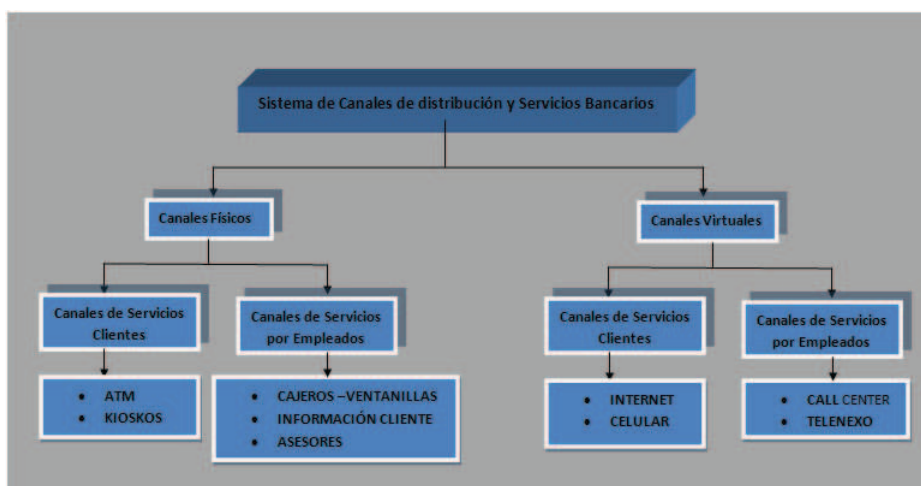 Sistema de Canales de distribución y Servicios Bancarios
Canales Físicos
Canales Virtuales
Canales de Servicios
Clientes
Canales de Servicios
por Empleados
Canales de Servicios
Clientes
Canales de Servicios
por Empleados
• ATM
• KIOSKOS
• CAJEROS –VENTANILLAS
• INFORMACIÓN CLIENTE
• ASESORES
• INTERNET
• CELULAR
• CALL CENTER
• TELENEXO